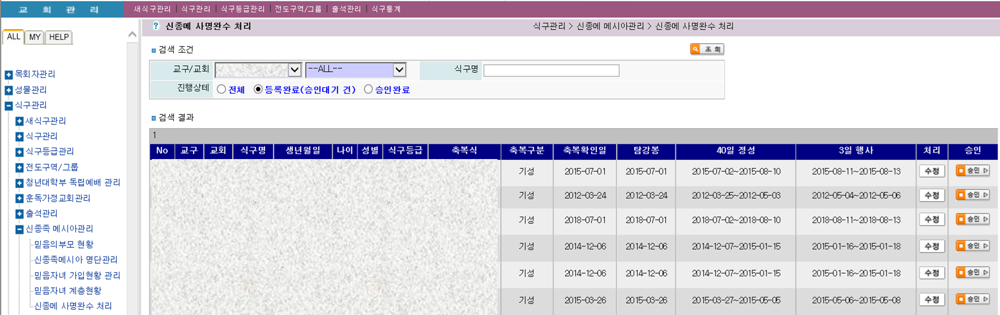 교 회 관 리
새식구관리 | 식구관리 | 식구등급관리 | 전도구역/그룹 | 출석관리 | 식구통계
ALL MY HELP
목회자관리
성물관리
식구관리
새식구관리
식구관리
식구등급관리
전도구역/그룹
청년대학부 독립예배 관리
훈독가정교회관리
출석관리
신종족 메시아관리
믿음의부모 현황
신종족메시아 명단관리
믿음자녀 가입현황 관리
믿음자녀 계층현황
신종메 사명완수 처리
? 신종메 사명완수 처리
식구관리 > 신종메 메시아관리 > 신종메 사명완수 처리
검색 조건
조 회
교구/교회 --ALL-- 식구명
진행상테 전체 등록완료(승인대기 건) 승인완료
검색 결과
1
No 교구 교회 식구명 생년월일 나이 성별 식구등급 축복식 축복구분 축복확인일 탐강봉 40일 정성 3일 행사 처리 승인
기성 2015-07-01 2015-07-01 2015-07-02~2015-08-10 2015-08-11~2015-08-13 수정 승인
기성 2012-03-24 2012-03-24 2012-03-25~2012-05-03 2012-05-04~2012-05-06 수정 승인
기성 2018-07-01 2018-07-01 2018-07-02~2018-08-10 2018-08-11~2018-08-13 수정 승인
기성 2014-12-06 2014-12-06 2014-12-07~2015-01-15 2015-01-16~2015-01-18 수정 승인
기성 2014-12-06 2014-12-06 2014-12-07~2015-01-15 2015-01-16~2015-01-18 수정 승인
기성 2015-03-26 2015-03-26 2015-03-27~2015-05-05 2015-05-06~2015-05-08 수정 승인